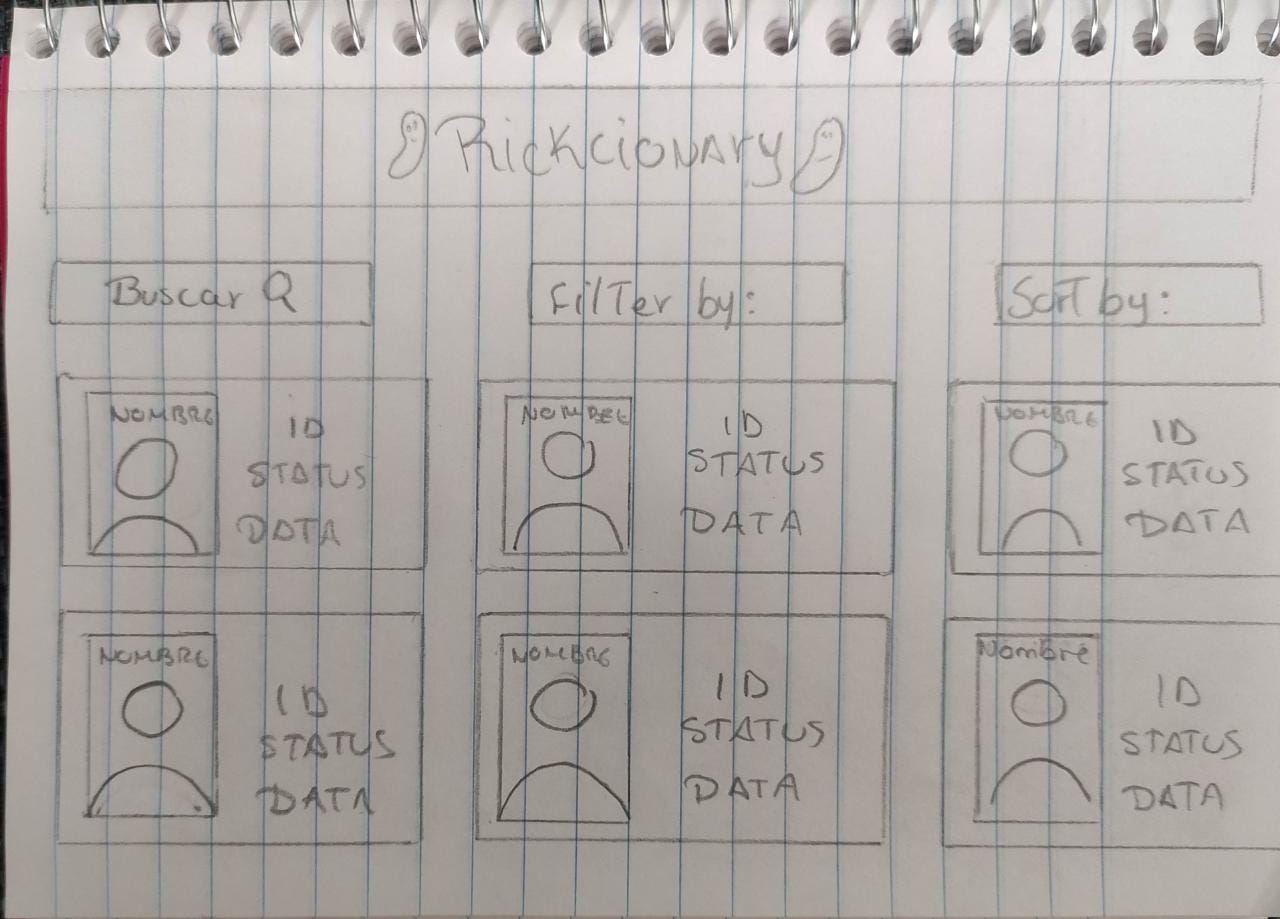 Rickcionary
Buscar
Filter by:
Sort by:
NOMBRE
ID
STATUS
DATA
NOMBRE
ID
STATUS
DATA
NOMBRE
ID
STATUS
DATA
NOMBRE
ID
STATUS
DATA
NOMBRE
ID
STATUS
DATA
Nombre
ID
STATUS
DATA